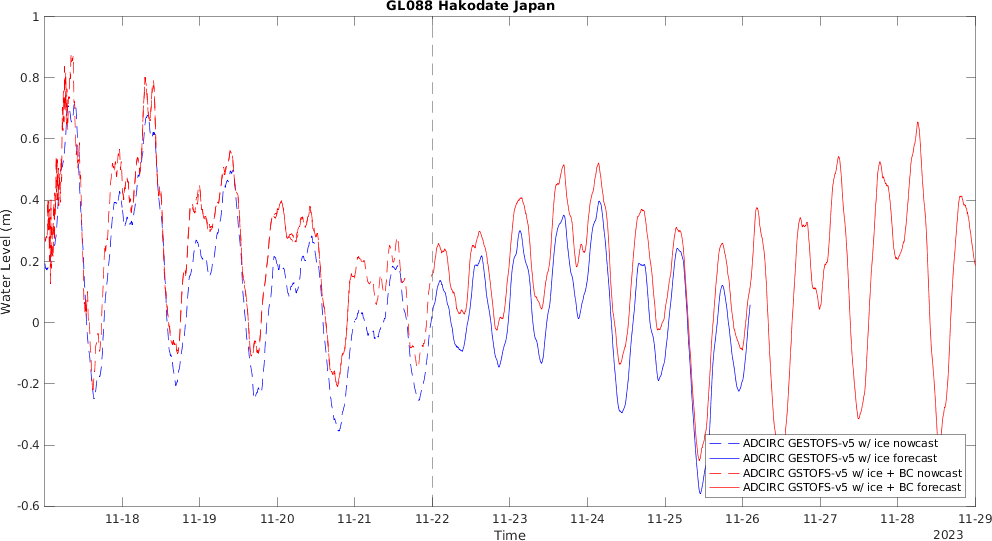 GL088 Hakodate Japan
Water Level (m)
1
0.8
0.6
0.4
0.2
0
-0.2
-0.4
-0.6
ADCIRC GESTOFS-v5 w/ ice nowcast
ADCIRC GESTOFS-v5 w/ ice forecast
ADCIRC GSTOFS-v5 w/ ice + BC nowcast
ADCIRC GSTOFS-v5 w/ ice + BC forecast
11-18 11-19 11-20 11-21 11-22 11-23 11-24 11-25 11-26 11-27 11-28 11-29
Time
2023